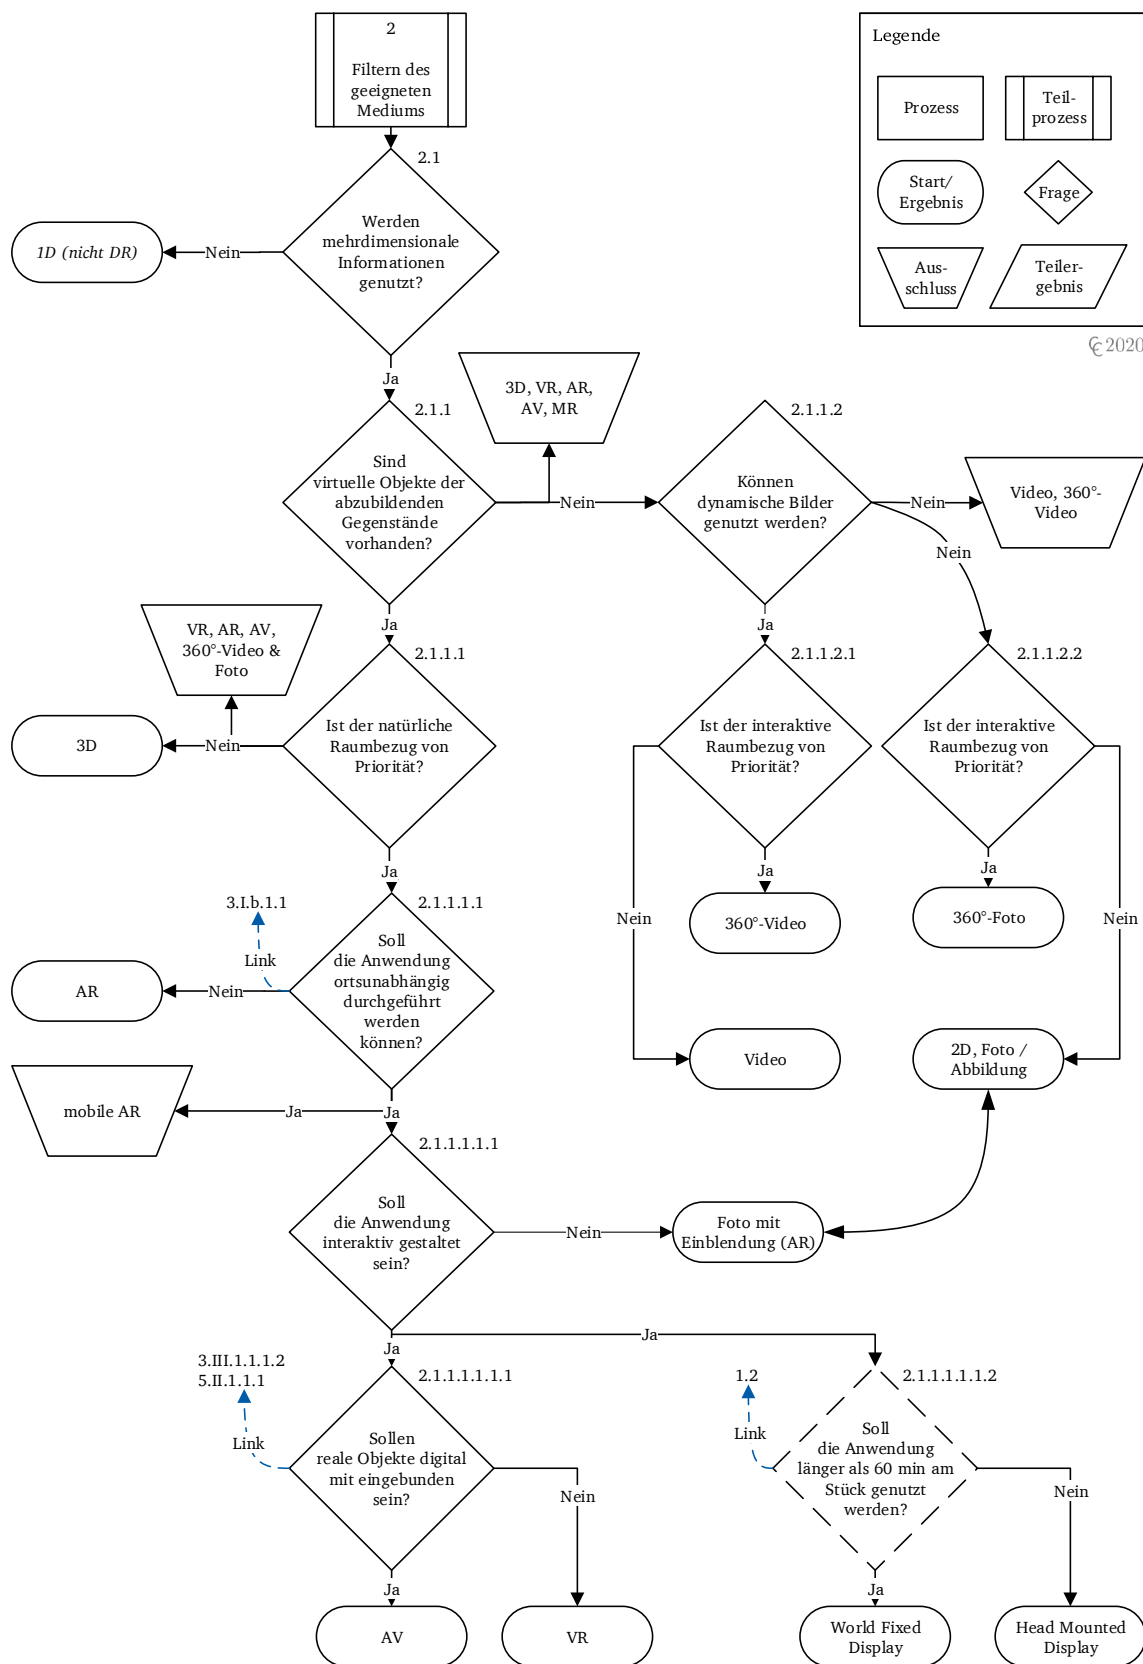 2
Filtern des
geeigneten
Mediums
Legende
Prozess
Teil-
prozess
Start/
Ergebnis
Frage
Aus-
schluss
Teiler-
gebnis
2020
2.1
Werden
mehrdimensionale
Informationen
genutzt?
Nein
1D (nicht DR)
Ja
2.1.1
Sind
virtuelle Objekte der
abzubildenden
Gegenstände
vorhanden?
3D, VR, AR,
AV, MR
Nein
2.1.1.2
Können
dynamische Bilder
genutzt werden?
Nein
Video, 360°-
Video
Nein
Ja
Ja
VR, AR, AV,
360°-Video &
Foto
2.1.1.1
Ist der natürliche
Raumbezug von
Priorität?
Nein
3D
2.1.1.2.1
Ist der interaktive
Raumbezug von
Priorität?
2.1.1.2.2
Ist der interaktive
Raumbezug von
Priorität?
Ja
Ja
Ja
Nein
360°-Video
360°-Foto
Nein
3.I.b.1.1
Link
2.1.1.1.1
Soll
die Anwendung
ortsunabhängig
durchgeführt
werden
können?
Nein
AR
Video
2D, Foto /
Abbildung
mobile AR
Ja
Ja
2.1.1.1.1.1
Soll
die Anwendung
interaktiv gestaltet
sein?
Nein
Foto mit
Einblendung (AR)
Ja
Ja
3.III.1.1.1.2
5.II.1.1.1
Link
2.1.1.1.1.1.1
Sollen
reale Objekte digital
mit eingebunden
sein?
Nein
1.2
Link
2.1.1.1.1.1.2
Soll
die Anwendung
länger als 60 min am
Stück genutzt
werden?
Nein
Ja
Ja
AV
VR
World Fixed
Display
Head Mounted
Display